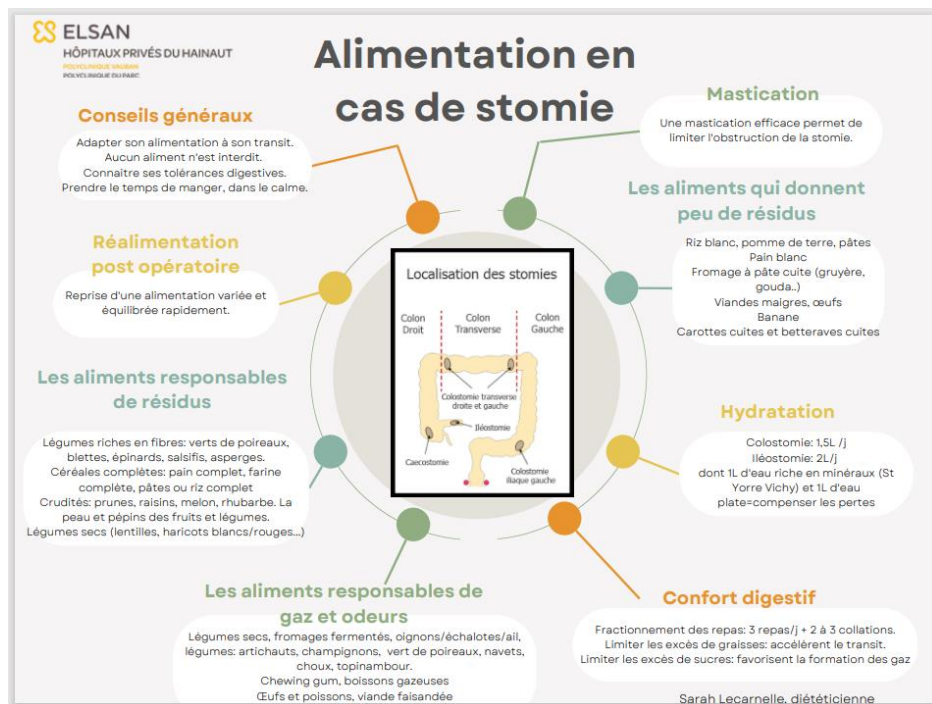 ELSAN
HÔPITAUX PRIVÉS DU HAINAUT
POLYCLINIQUE VAUBAN
POLYCLINIQUE DU PARC
Alimentation en
cas de stomie
Conseils généraux
Adapter son alimentation à son transit.
Aucun aliment n'est interdit.
Connaitre ses tolérances digestives.
Prendre le temps de manger, dans le calme.
Mastication
Une mastication efficace permet de
limiter l'obstruction de la stomie.
Réalimentation
post opératoire
Reprise d'une alimentation variée et
équilibrée rapidement.
Les aliments qui donnent
peu de résidus
Riz blanc, pomme de terre, pâtes
Pain blanc
Fromage à pâte cuite (gruyère,
gouda..)
Viandes maigres, œufs
Banane
Carottes cuites et betteraves cuites
Localisation des stomies
Colon
Droit
Colon
Transverse
Colon
Gauche
Colostomie transverse
droite et gauche
Iléostomie
Caecostomie
Colostomie
iliaque gauche
Les aliments responsables
de résidus
Légumes riches en fibres: verts de poireaux,
blettes, épinards, salsifis, asperges.
Céréales complètes: pain complet, farine
complète, pâtes ou riz complet
Crudités: prunes, raisins, melon, rhubarbe. La
peau et pépins des fruits et légumes.
Légumes secs (lentilles, haricots blancs/rouges...)
Hydratation
Colostomie: 1,5L /j
Iléostomie: 2L/j
dont 1L d'eau riche en minéraux (St
Yorre Vichy) et 1L d'eau
plate=compenser les pertes
Les aliments responsables de
gaz et odeurs
Légumes secs, fromages fermentés, oignons/échalotes/ail,
légumes: artichauts, champignons, vert de poireaux, navets,
choux, topinambour.
Chewing gum, boissons gazeuses
Œufs et poissons, viande faisandée
Confort digestif
Fractionnement des repas: 3 repas/j + 2 à 3 collations.
Limiter les excés de graisses: accélèrent le transit.
Limiter les excés de sucres: favorisent la formation des gaz
Sarah Lecarnelle, diététicienne